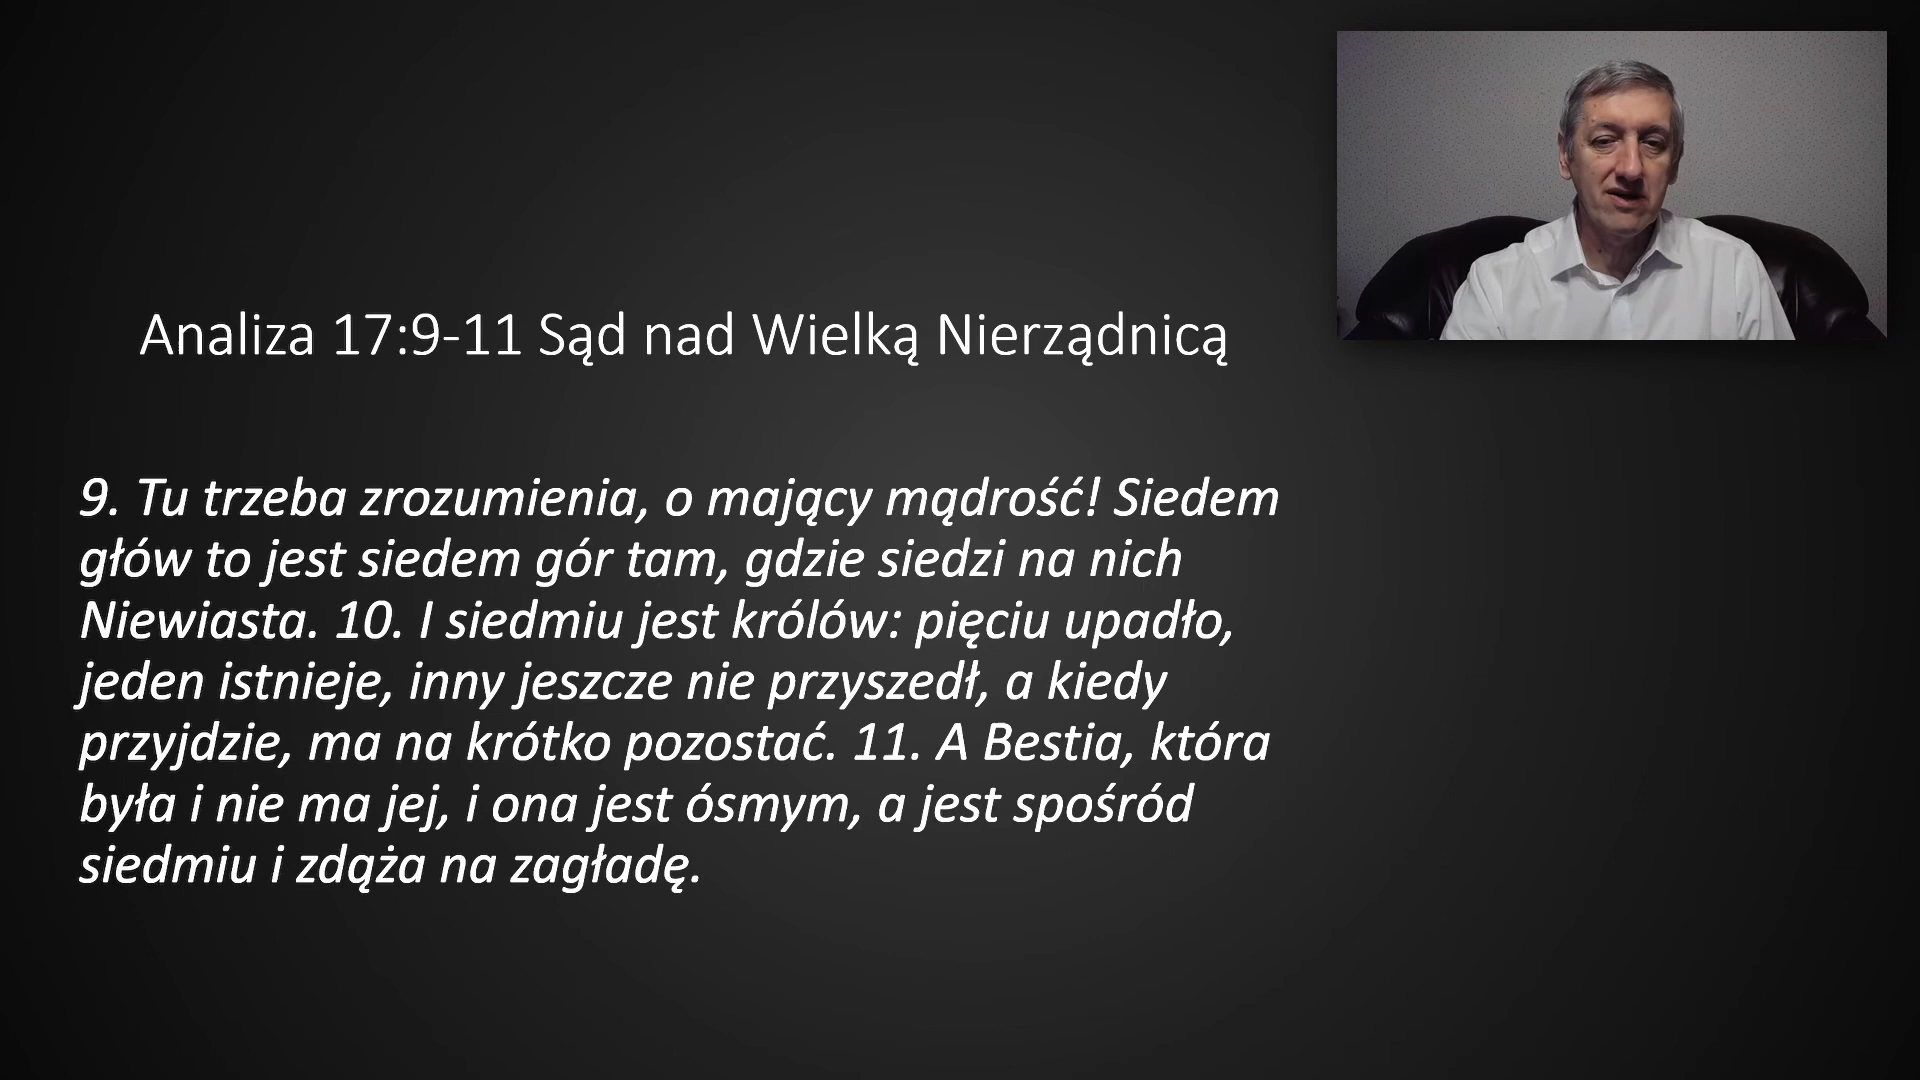 Analiza 17:9-11 Sąd nad Wielką Nierządnicą
9. Tu trzeba zrozumienia, o mający mądrość! Siedem
głów to jest siedem gór tam, gdzie siedzi na nich
Niewiasta. 10. I siedmiu jest królów: pięciu upadło,
jeden istnieje, inny jeszcze nie przyszedł, a kiedy
przyjdzie, ma na krótko pozostać. 11. A Bestia, która
była i nie ma jej, i ona jest ósmym, a jest spośród
siedmiu i zdąża na zagładę.